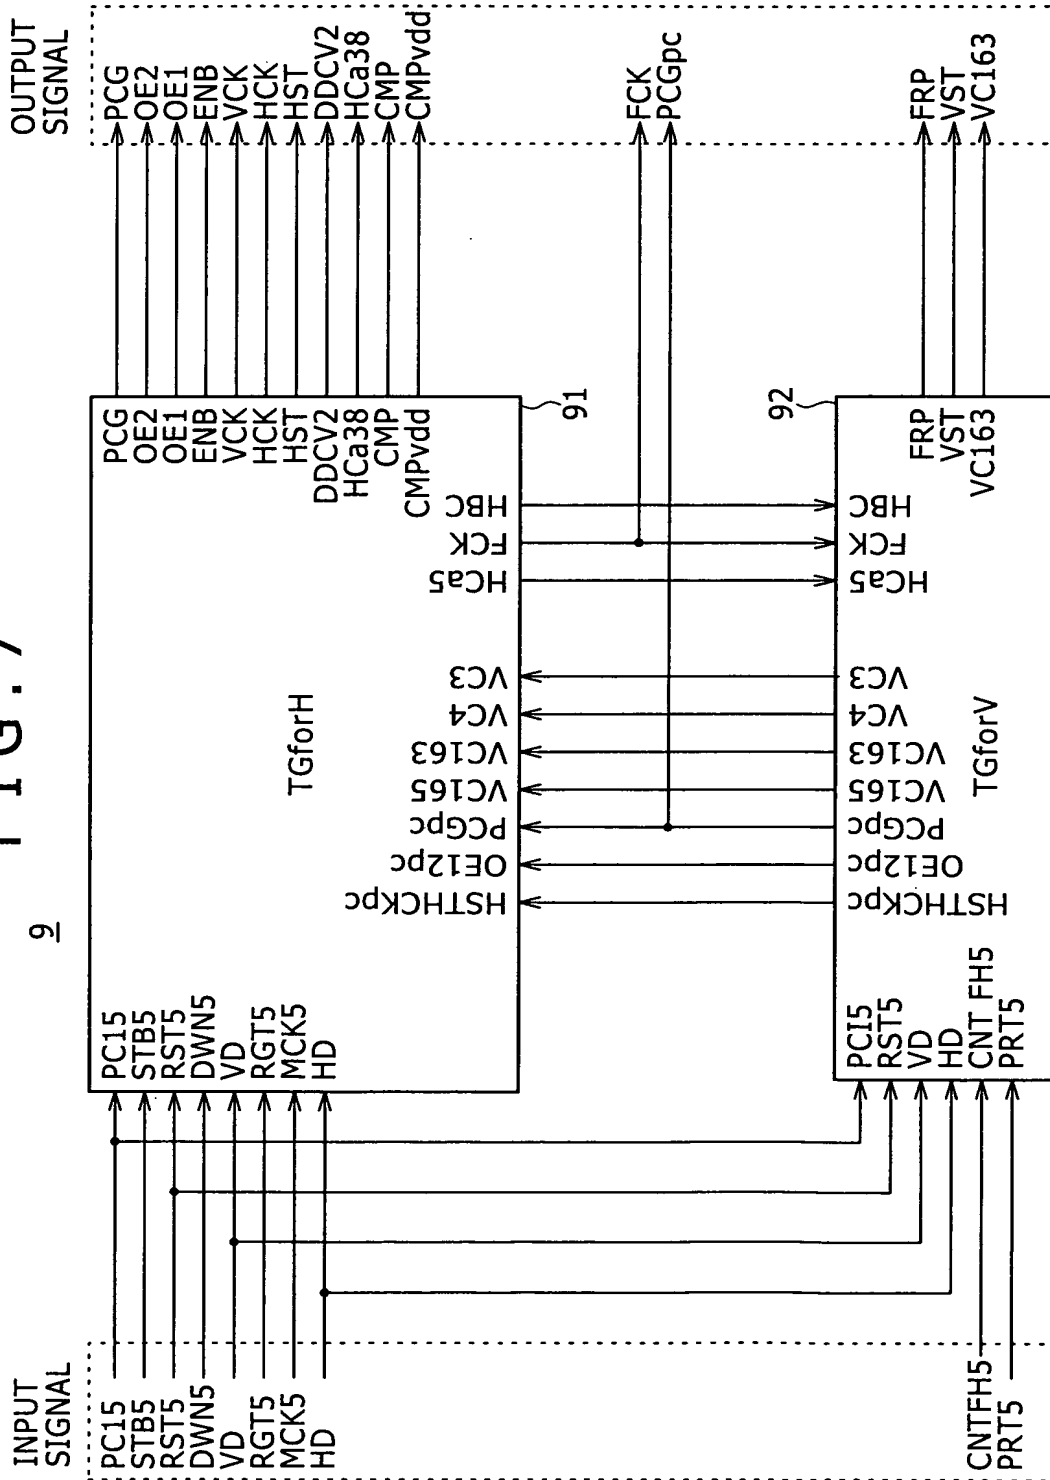 FIG. 7
9
INPUT
SIGNAL
PC15
STB5
RST5
DWN5
VD
RGT5
MCK5
HD
CNTFH5
PRT5
PC15
STB5
RST5
DWN5
VD
RGT5
MCK5
HD
TGforH
HSTHCKpc
OE12pc
PCGpc
VC165
VC163
VC4
VC3
HCa5
FCK
HBC
PCG
OE2
OE1
ENB
VCK
HCK
HST
DDCV2
HCa38
CMP
CMPvdd
91
92
PCI5
RST5
VD
HD
CNT FH5
PRT5
TGforV
HSTHCKpc
OE12pc
PCGpc
VC165
VC163
VC4
VC3
HCa5
FCK
HBC
FRP
VST
VC163
OUTPUT
SIGNAL
PCG
OE2
OE1
ENB
VCK
HCK
HST
DDCV2
HCa38
CMP
CMPvdd
FCK
PCGpc
FRP
VST
VC163